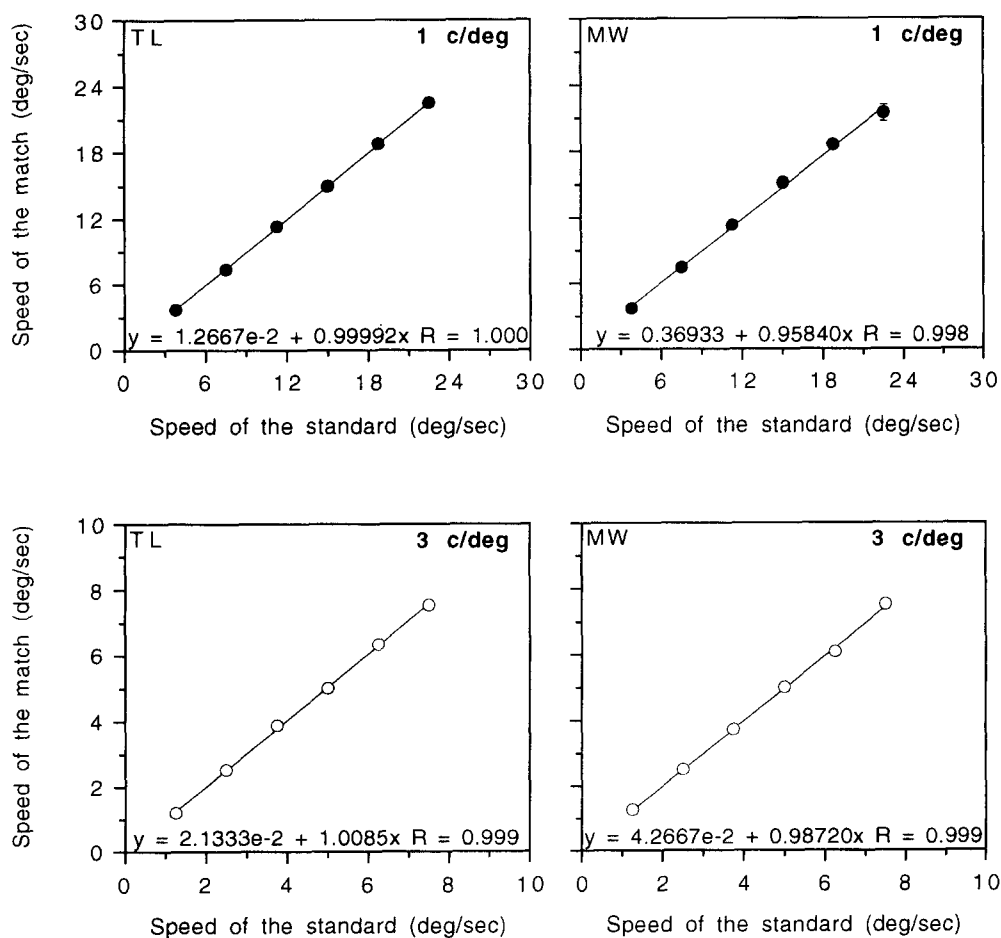 TL 1 c/deg
30
24
18
12
6
0
Speed of the match (deg/sec)
y = 1.2667e-2 + 0.99992x R = 1.000
0 6 12 18 24 30
Speed of the standard (deg/sec)
MW 1 c/deg
y = 0.36933 + 0.95840x R = 0.998
0 6 12 18 24 30
Speed of the standard (deg/sec)
TL 3 c/deg
10
8
6
4
2
0
Speed of the match (deg/sec)
y = 2.1333e-2 + 1.0085x R = 0.999
0 2 4 6 8 10
Speed of the standard (deg/sec)
MW 3 c/deg
y = 4.2667e-2 + 0.98720x R = 0.999
0 2 4 6 8 10
Speed of the standard (deg/sec)